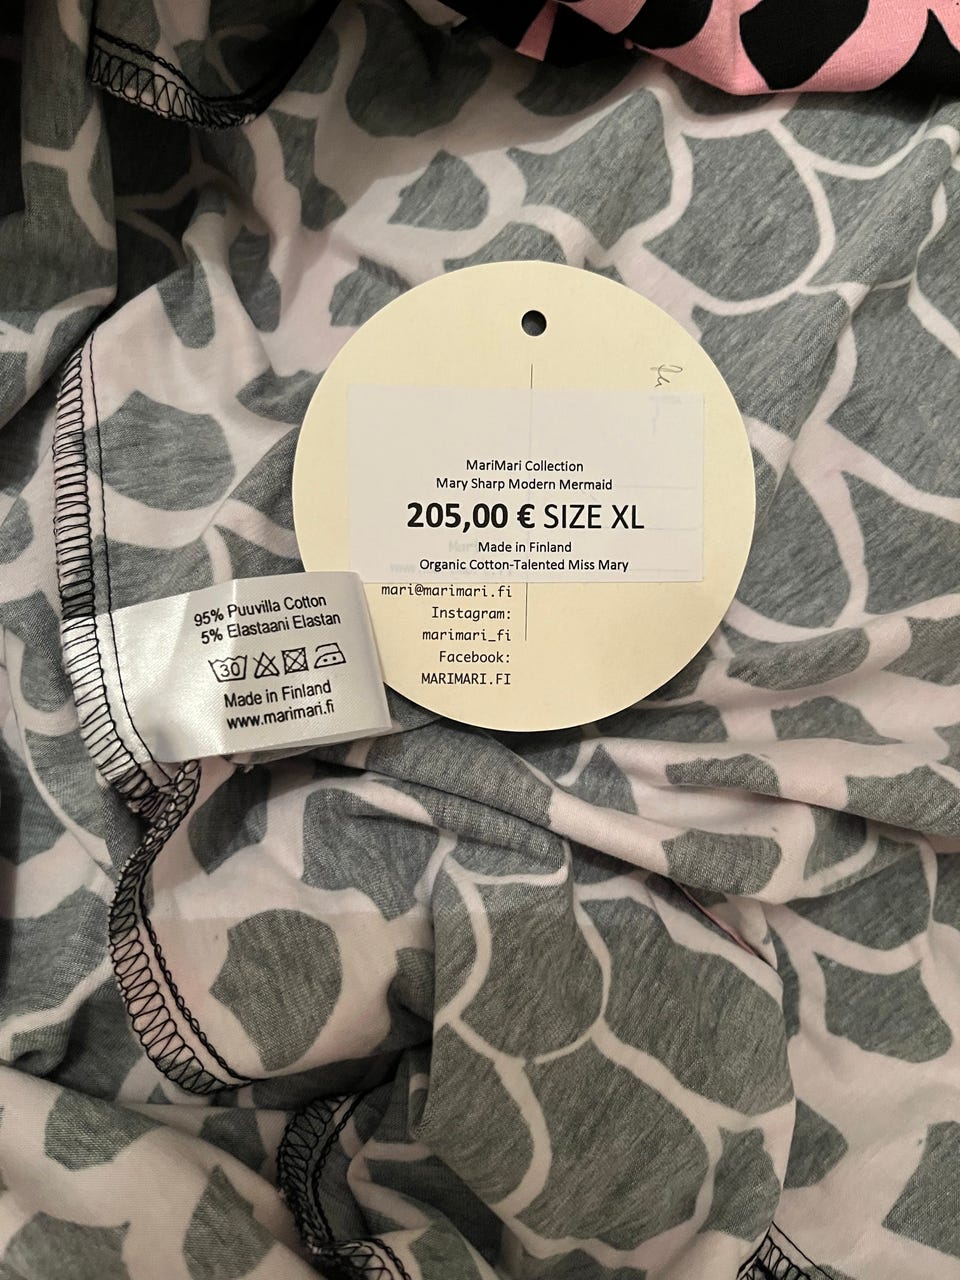 MariMari Collection
Mary Sharp Modern Mermaid
205,00 € SIZE XL
Made in Finland
Organic Cotton-Talented Miss Mary
mari@marimari.fi
Instagram:
marimari_fi
Facebook:
MARIMARI.FI
95% Puuvilla Cotton
5% Elastaani Elastan
30
Made in Finland
www.marimari.fi